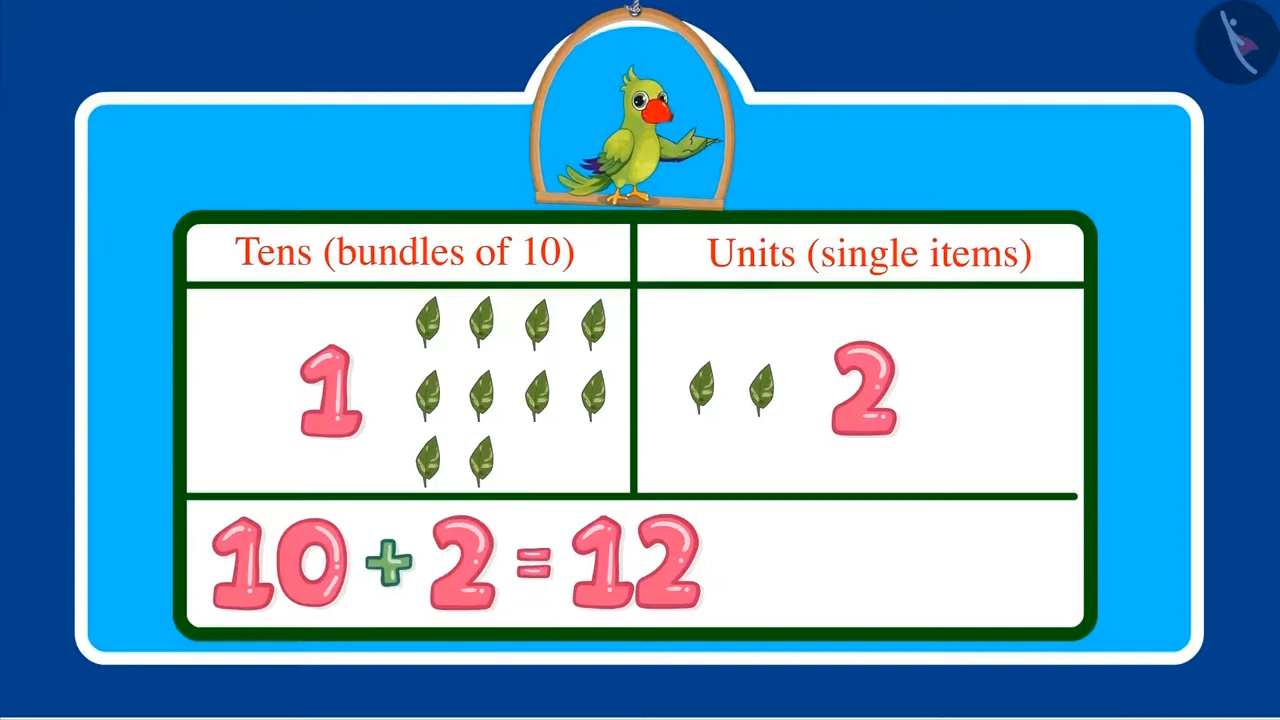 Tens (bundles of 10)
Units (single items)
1
2
10 + 2 = 12